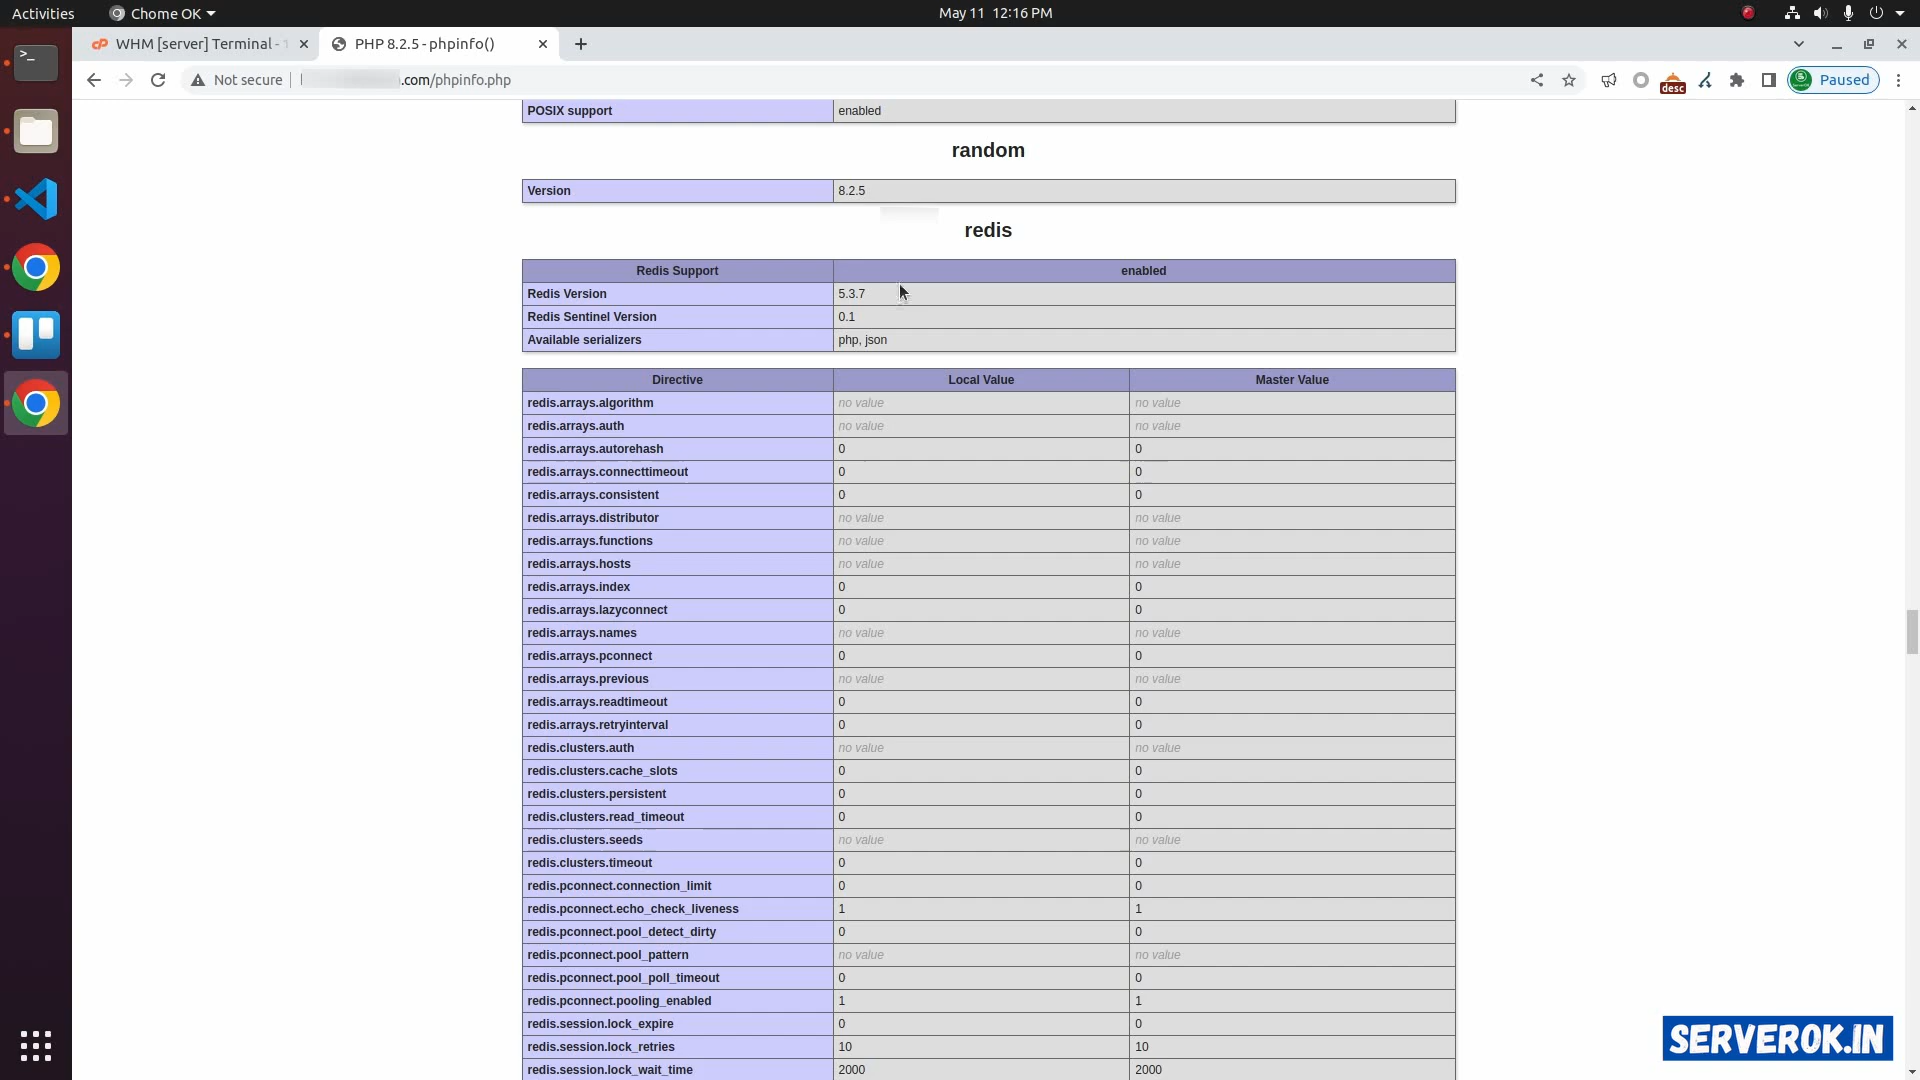 Activities Chome OK May 11 12:16 PM
WHM [server] Terminal - PHP 8.2.5 - phpinfo()
Not secure .com/phpinfo.php desc Paused
>_
POSIX support enabled
random
Version 8.2.5
redis
Redis Support enabled
Redis Version 5.3.7
Redis Sentinel Version 0.1
Available serializers php, json
Directive Local Value Master Value
redis.arrays.algorithm no value no value
redis.arrays.auth no value no value
redis.arrays.autorehash 0 0
redis.arrays.connecttimeout 0 0
redis.arrays.consistent 0 0
redis.arrays.distributor no value no value
redis.arrays.functions no value no value
redis.arrays.hosts no value no value
redis.arrays.index 0 0
redis.arrays.lazyconnect 0 0
redis.arrays.names no value no value
redis.arrays.pconnect 0 0
redis.arrays.previous no value no value
redis.arrays.readtimeout 0 0
redis.arrays.retryinterval 0 0
redis.clusters.auth no value no value
redis.clusters.cache_slots 0 0
redis.clusters.persistent 0 0
redis.clusters.read_timeout 0 0
redis.clusters.seeds no value no value
redis.clusters.timeout 0 0
redis.pconnect.connection_limit 0 0
redis.pconnect.echo_check_liveness 1 1
redis.pconnect.pool_detect_dirty 0 0
redis.pconnect.pool_pattern no value no value
redis.pconnect.pool_poll_timeout 0 0
redis.pconnect.pooling_enabled 1 1
redis.session.lock_expire 0 0
redis.session.lock_retries 10 10
redis.session.lock_wait_time 2000 2000
SERVEROK.IN